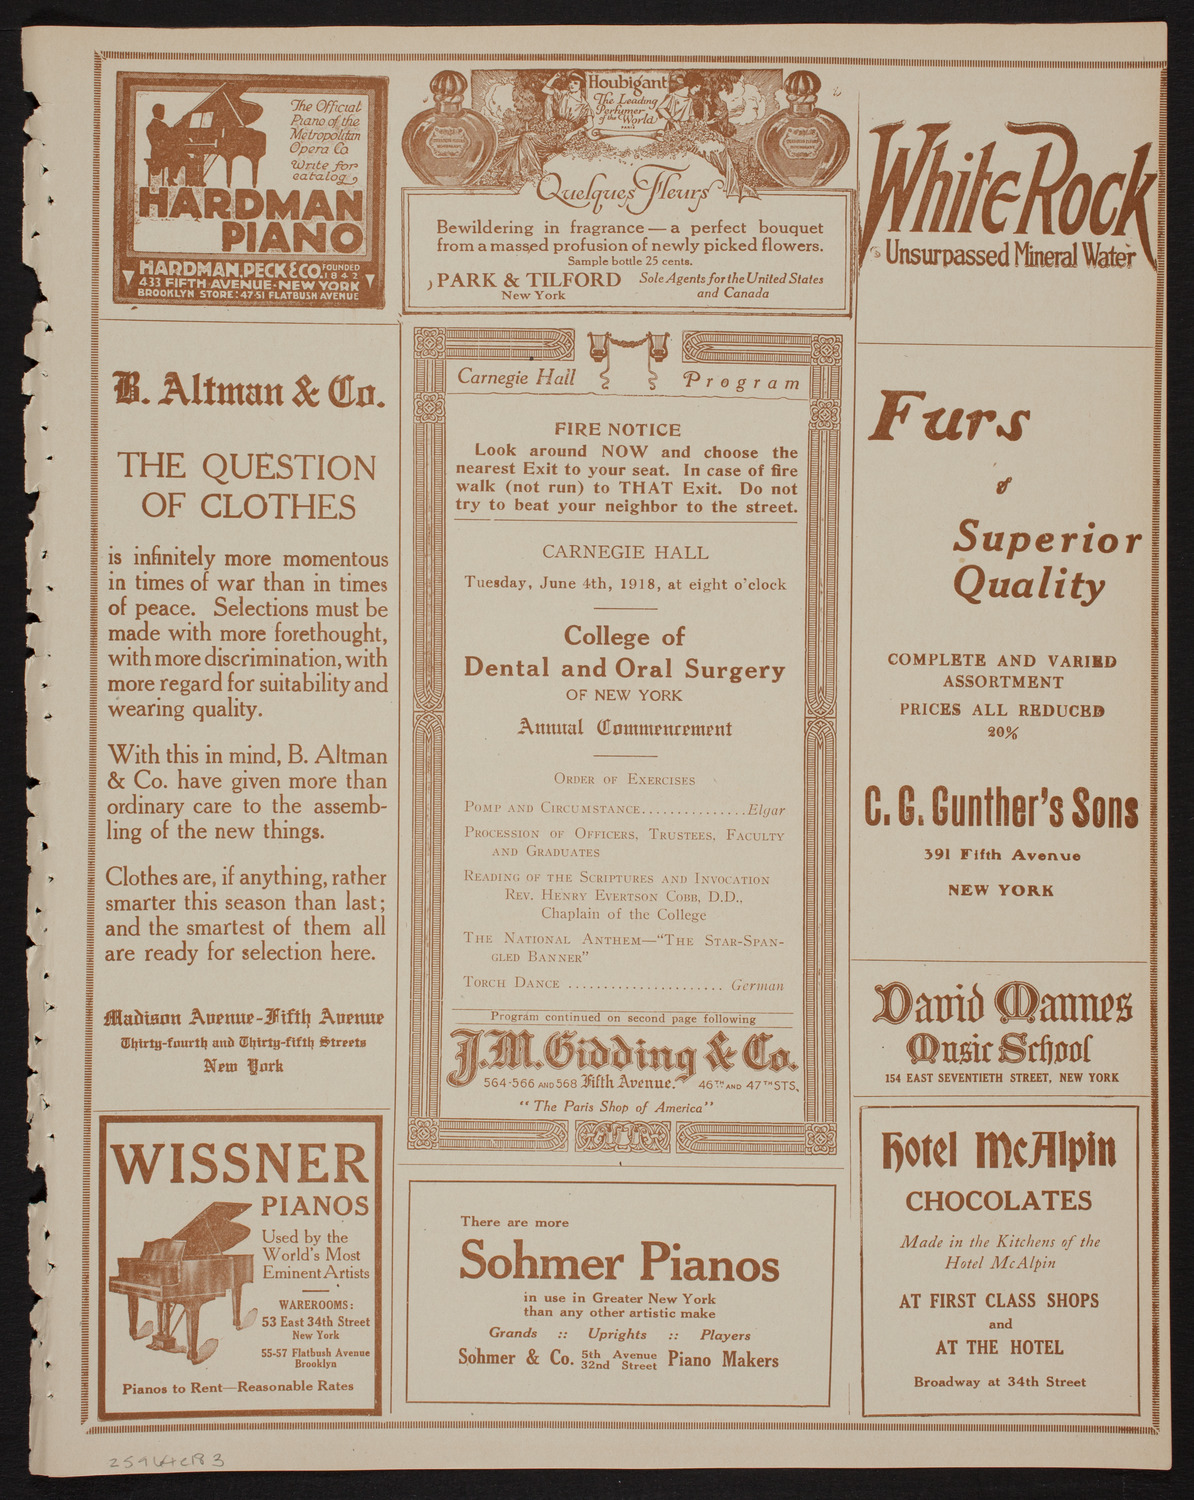 The Official
Piano of the
Metropolitan
Opera Co
Write for
catalog
HARDMAN
PIANO
HARDMAN, PECK & CO. FOUNDED 1842
433 FIFTH AVENUE-NEW YORK
BROOKLYN STORE: 47-51 FLATBUSH AVENUE
Houbigant
The Leading
Perfumer
of the World
PARIS
Quelques Fleurs
Bewildering in fragrance — a perfect bouquet
from a massed profusion of newly picked flowers.
Sample bottle 25 cents.
PARK & TILFORD
New York
Sole Agents for the United States
and Canada
White Rock
Unsurpassed Mineral Water
B. Altman & Co.
THE QUESTION
OF CLOTHES
is infinitely more momentous
in times of war than in times
of peace. Selections must be
made with more forethought,
with more discrimination, with
more regard for suitability and
wearing quality.
With this in mind, B. Altman
& Co. have given more than
ordinary care to the assemb-
ling of the new things.
Clothes are, if anything, rather
smarter this season than last;
and the smartest of them all
are ready for selection here.
Madison Avenue-Fifth Avenue
Thirty-fourth and Thirty-fifth Streets
New York
WISSNER
PIANOS
Used by the
World's Most
Eminent Artists
WAREROOMS:
53 East 34th Street
New York
55-57 Flatbush Avenue
Brooklyn
Pianos to Rent—Reasonable Rates
Carnegie Hall Program
FIRE NOTICE
Look around NOW and choose the
nearest Exit to your seat. In case of fire
walk (not run) to THAT Exit. Do not
try to beat your neighbor to the street.
CARNEGIE HALL
Tuesday, June 4th, 1918, at eight o'clock
College of
Dental and Oral Surgery
OF NEW YORK
Annual Commencement
ORDER OF EXERCISES
POMP AND CIRCUMSTANCE...............Elgar
PROCESSION OF OFFICERS, TRUSTEES, FACULTY
AND GRADUATES
READING OF THE SCRIPTURES AND INVOCATION
REV. HENRY EVERTSON COBB, D.D.,
Chaplain of the College
THE NATIONAL ANTHEM—"THE STAR-SPAN-
GLED BANNER"
TORCH DANCE ...................... German
Program continued on second page following
J.M. Gidding & Co.
564-566 AND 568 Fifth Avenue. 46TH AND 47TH STS.
"The Paris Shop of America"
There are more
Sohmer Pianos
in use in Greater New York
than any other artistic make
Grands :: Uprights :: Players
Sohmer & Co. 5th Avenue 32nd Street Piano Makers
Furs
of
Superior
Quality
COMPLETE AND VARIED
ASSORTMENT
PRICES ALL REDUCED
20%
C. G. Gunther's Sons
391 Fifth Avenue
NEW YORK
David Mannes
Music School
154 EAST SEVENTIETH STREET, NEW YORK
Hotel McAlpin
CHOCOLATES
Made in the Kitchens of the
Hotel McAlpin
AT FIRST CLASS SHOPS
and
AT THE HOTEL
Broadway at 34th Street